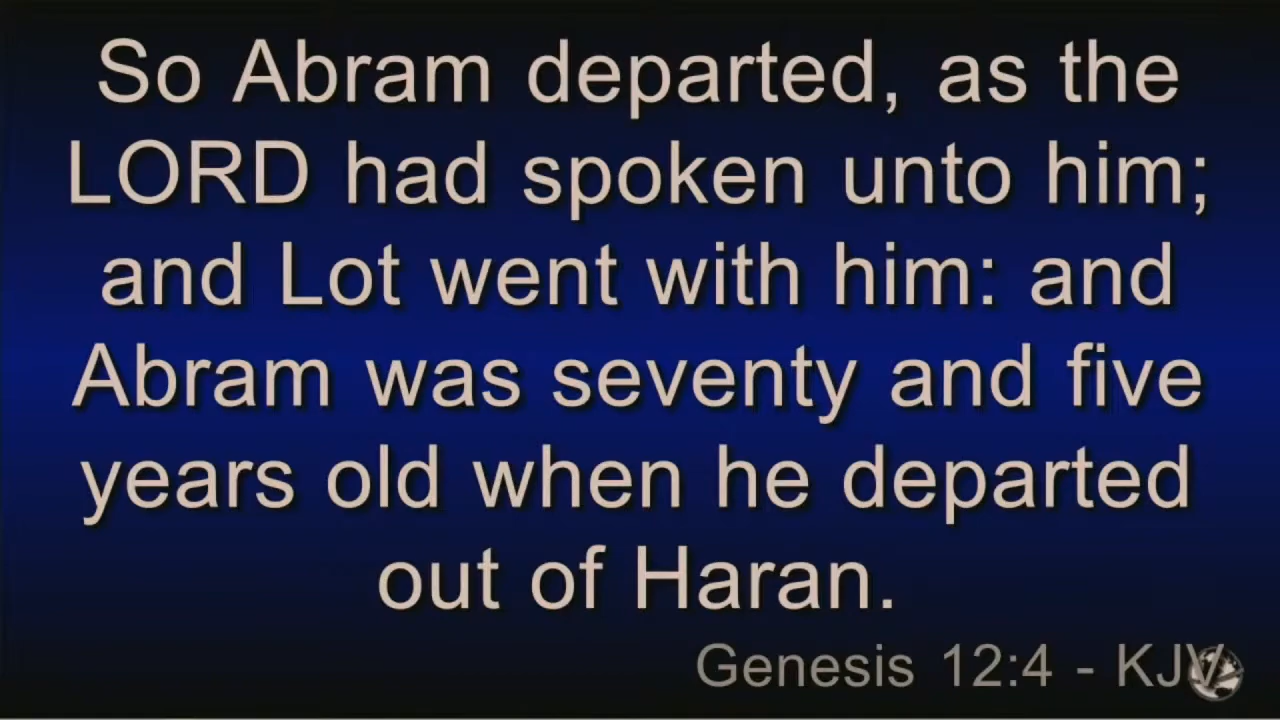 So Abram departed, as the
LORD had spoken unto him;
and Lot went with him: and
Abram was seventy and five
years old when he departed
out of Haran.
Genesis 12:4 - KJV